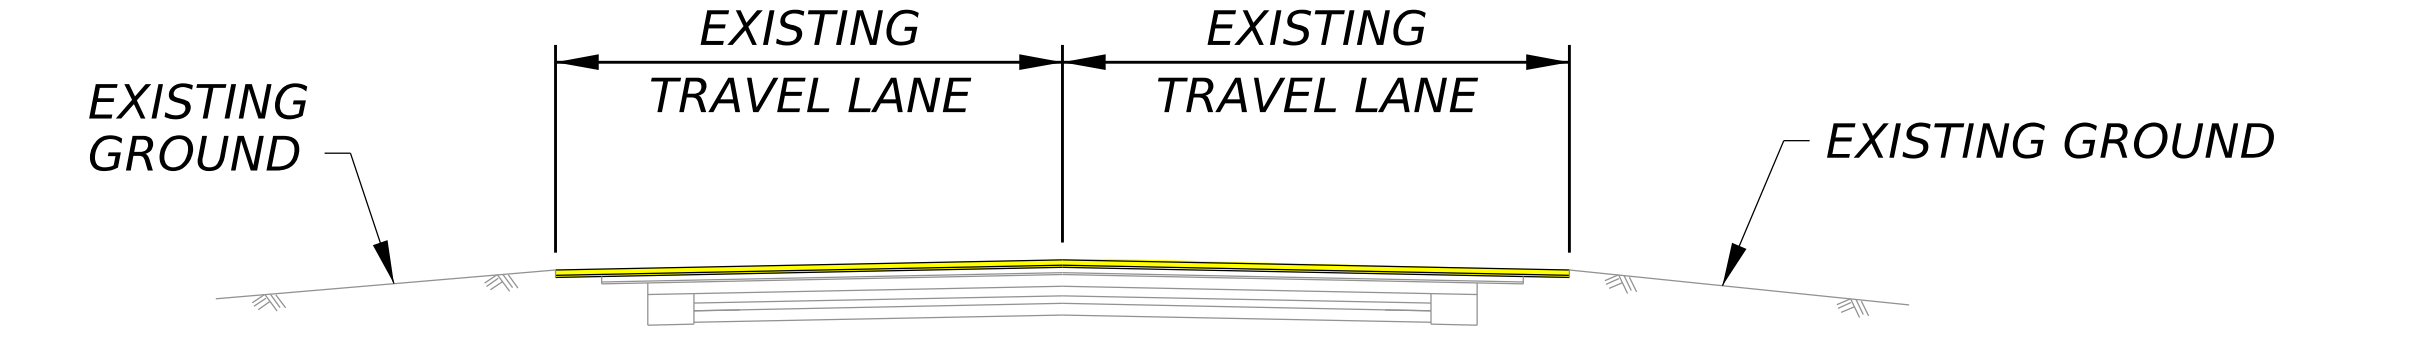 EXISTING
TRAVEL LANE
EXISTING
TRAVEL LANE
EXISTING
GROUND
EXISTING GROUND